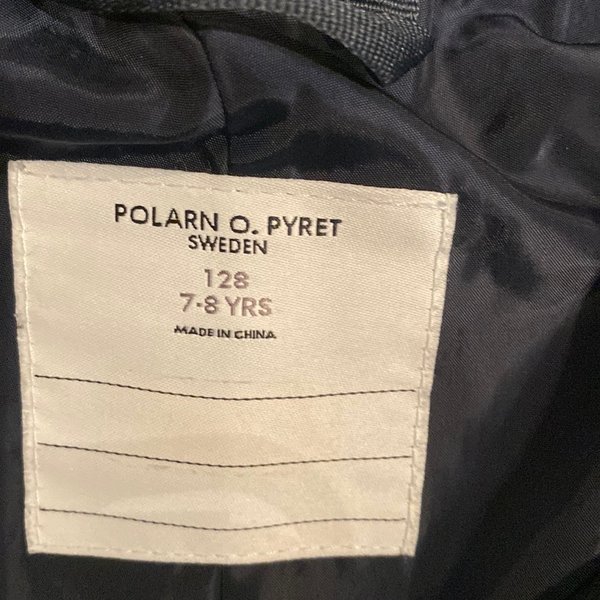 POLARN O. PYRET
SWEDEN
128
7-8 YRS
MADE IN CHINA